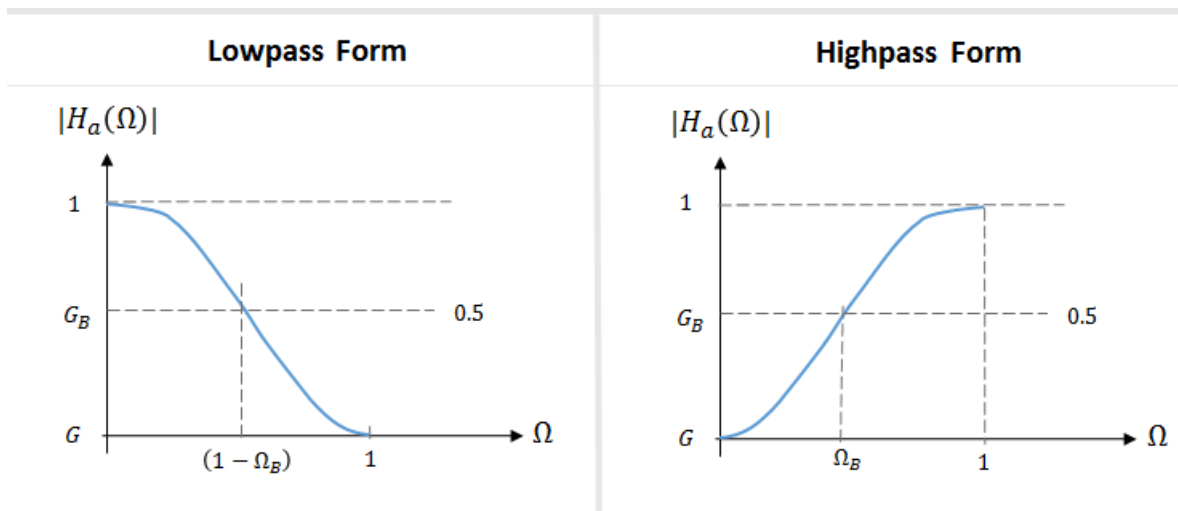 Lowpass Form
|H_a(Ω)|
1
G_B
0.5
G
(1 − Ω_B)
1
Ω
Highpass Form
|H_a(Ω)|
1
G_B
0.5
G
Ω_B
1
Ω